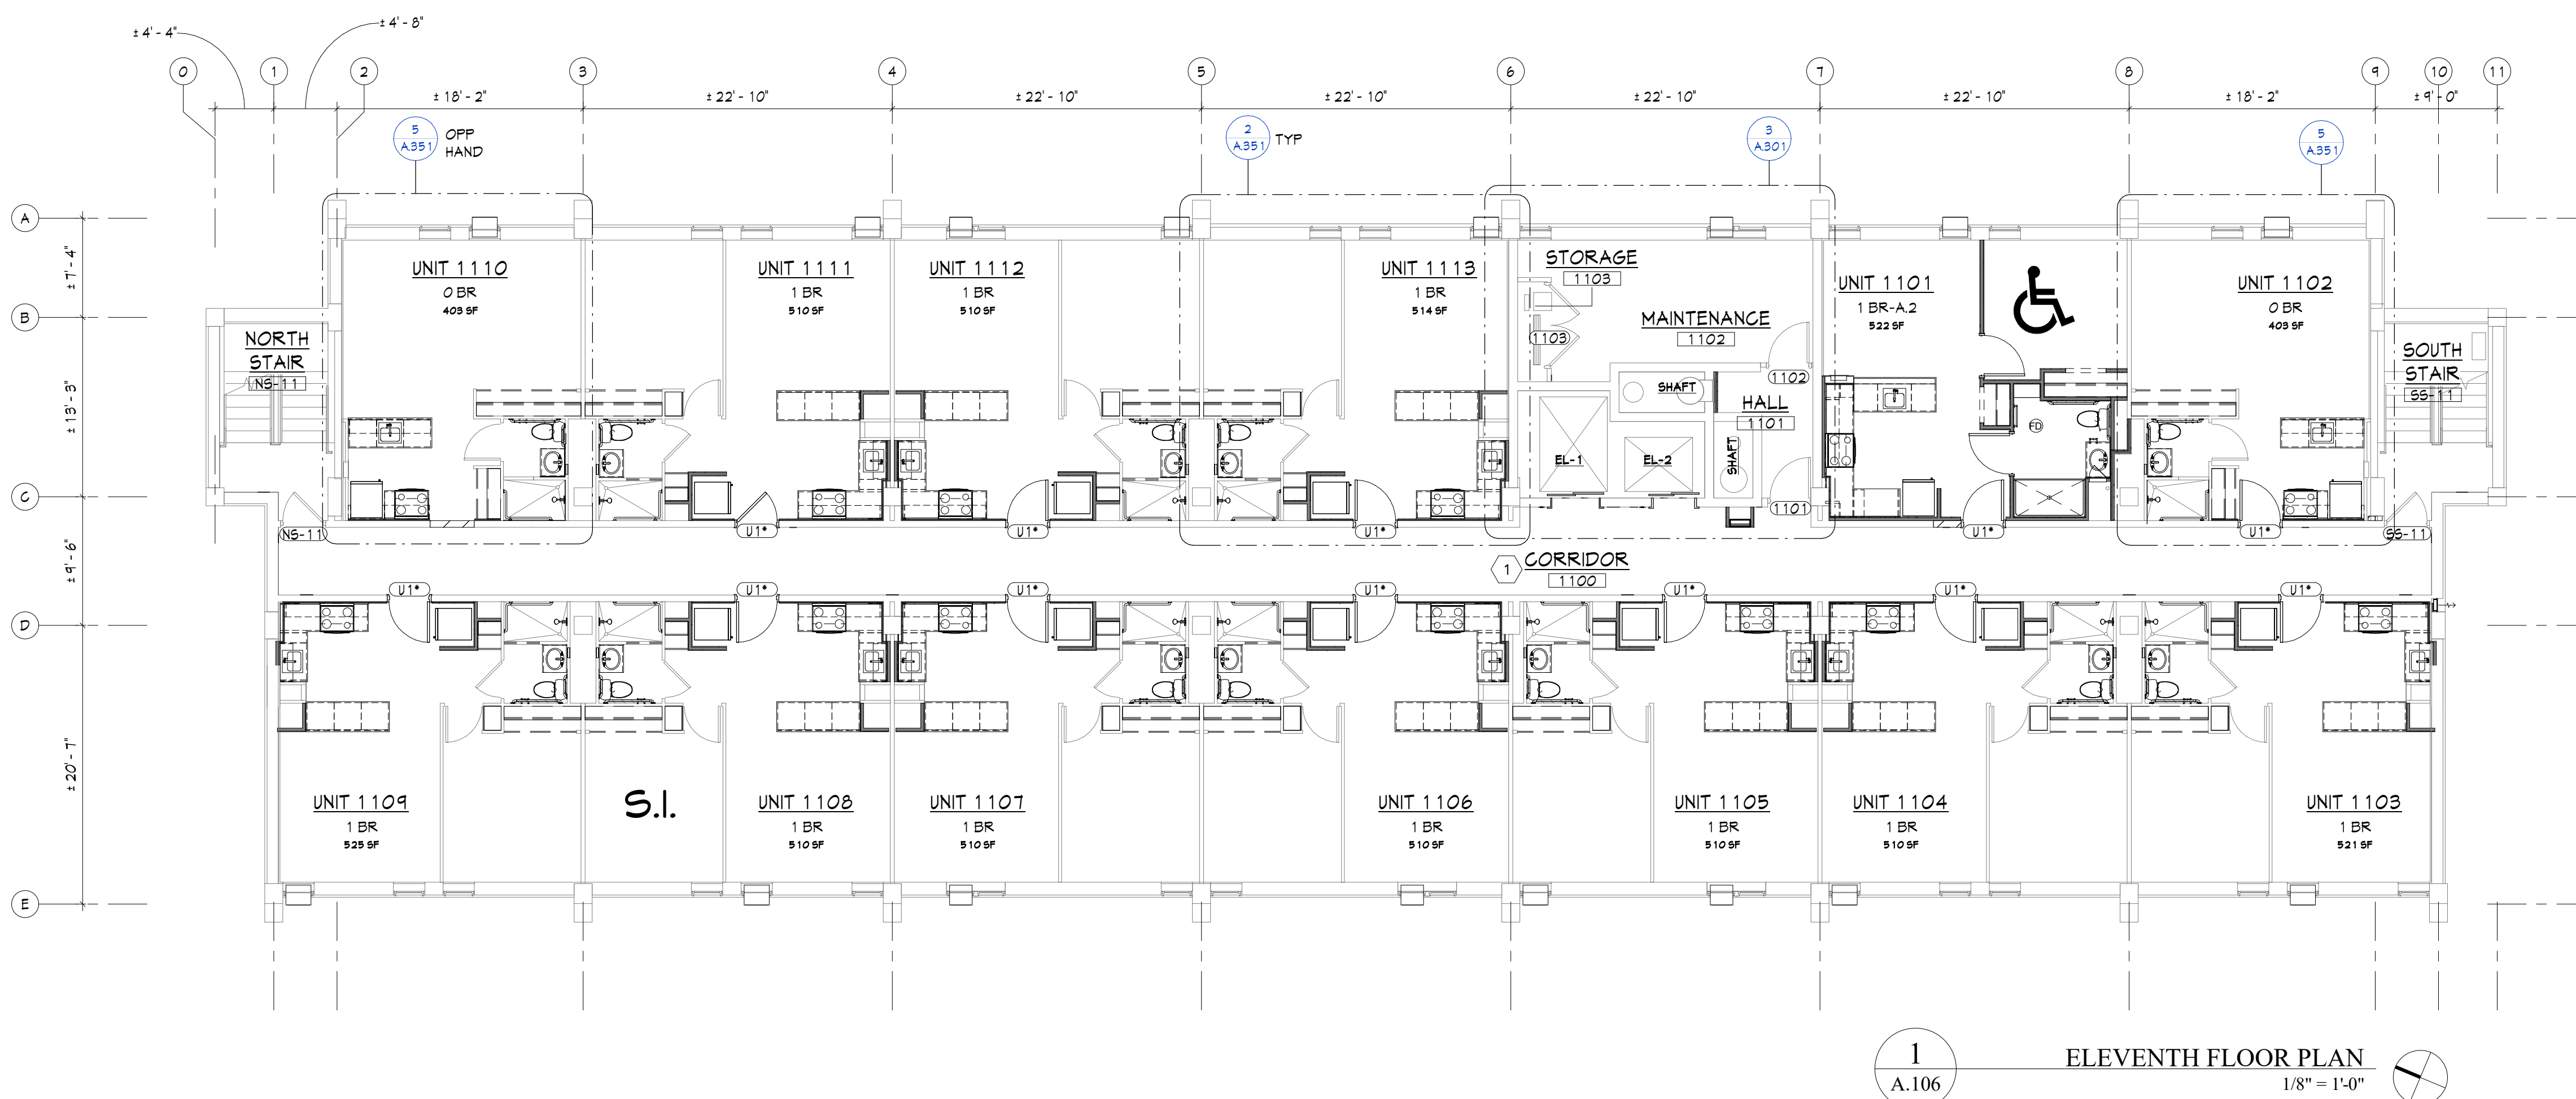 ± 4' - 4"
± 4' - 8"
0
1
2
3
4
5
6
7
8
9
10
11
± 18' - 2"
± 22' - 10"
± 22' - 10"
± 22' - 10"
± 22' - 10"
± 22' - 10"
± 18' - 2"
± 9' - 0"
5
A.351
OPP
HAND
2
A.351
TYP
3
A.301
5
A.351
A
B
C
D
E
± 7' - 4"
± 13' - 3"
± 9' - 6"
± 20' - 7"
NORTH
STAIR
NS-11
NS-11
UNIT 1110
0 BR
403 SF
UNIT 1111
1 BR
510 SF
UNIT 1112
1 BR
510 SF
UNIT 1113
1 BR
514 SF
STORAGE
1103
1103
MAINTENANCE
1102
1102
SHAFT
HALL
1101
SHAFT
1101
EL-1
EL-2
UNIT 1101
1 BR-A.2
522 SF
FD
UNIT 1102
0 BR
403 SF
SOUTH
STAIR
SS-11
SS-11
U1*
U1*
U1*
U1*
U1*
1
CORRIDOR
1100
U1*
U1*
U1*
U1*
U1*
U1*
U1*
UNIT 1109
1 BR
525 SF
S.I.
UNIT 1108
1 BR
510 SF
UNIT 1107
1 BR
510 SF
UNIT 1106
1 BR
510 SF
UNIT 1105
1 BR
510 SF
UNIT 1104
1 BR
510 SF
UNIT 1103
1 BR
521 SF
1
A.106
ELEVENTH FLOOR PLAN
1/8" = 1'-0"